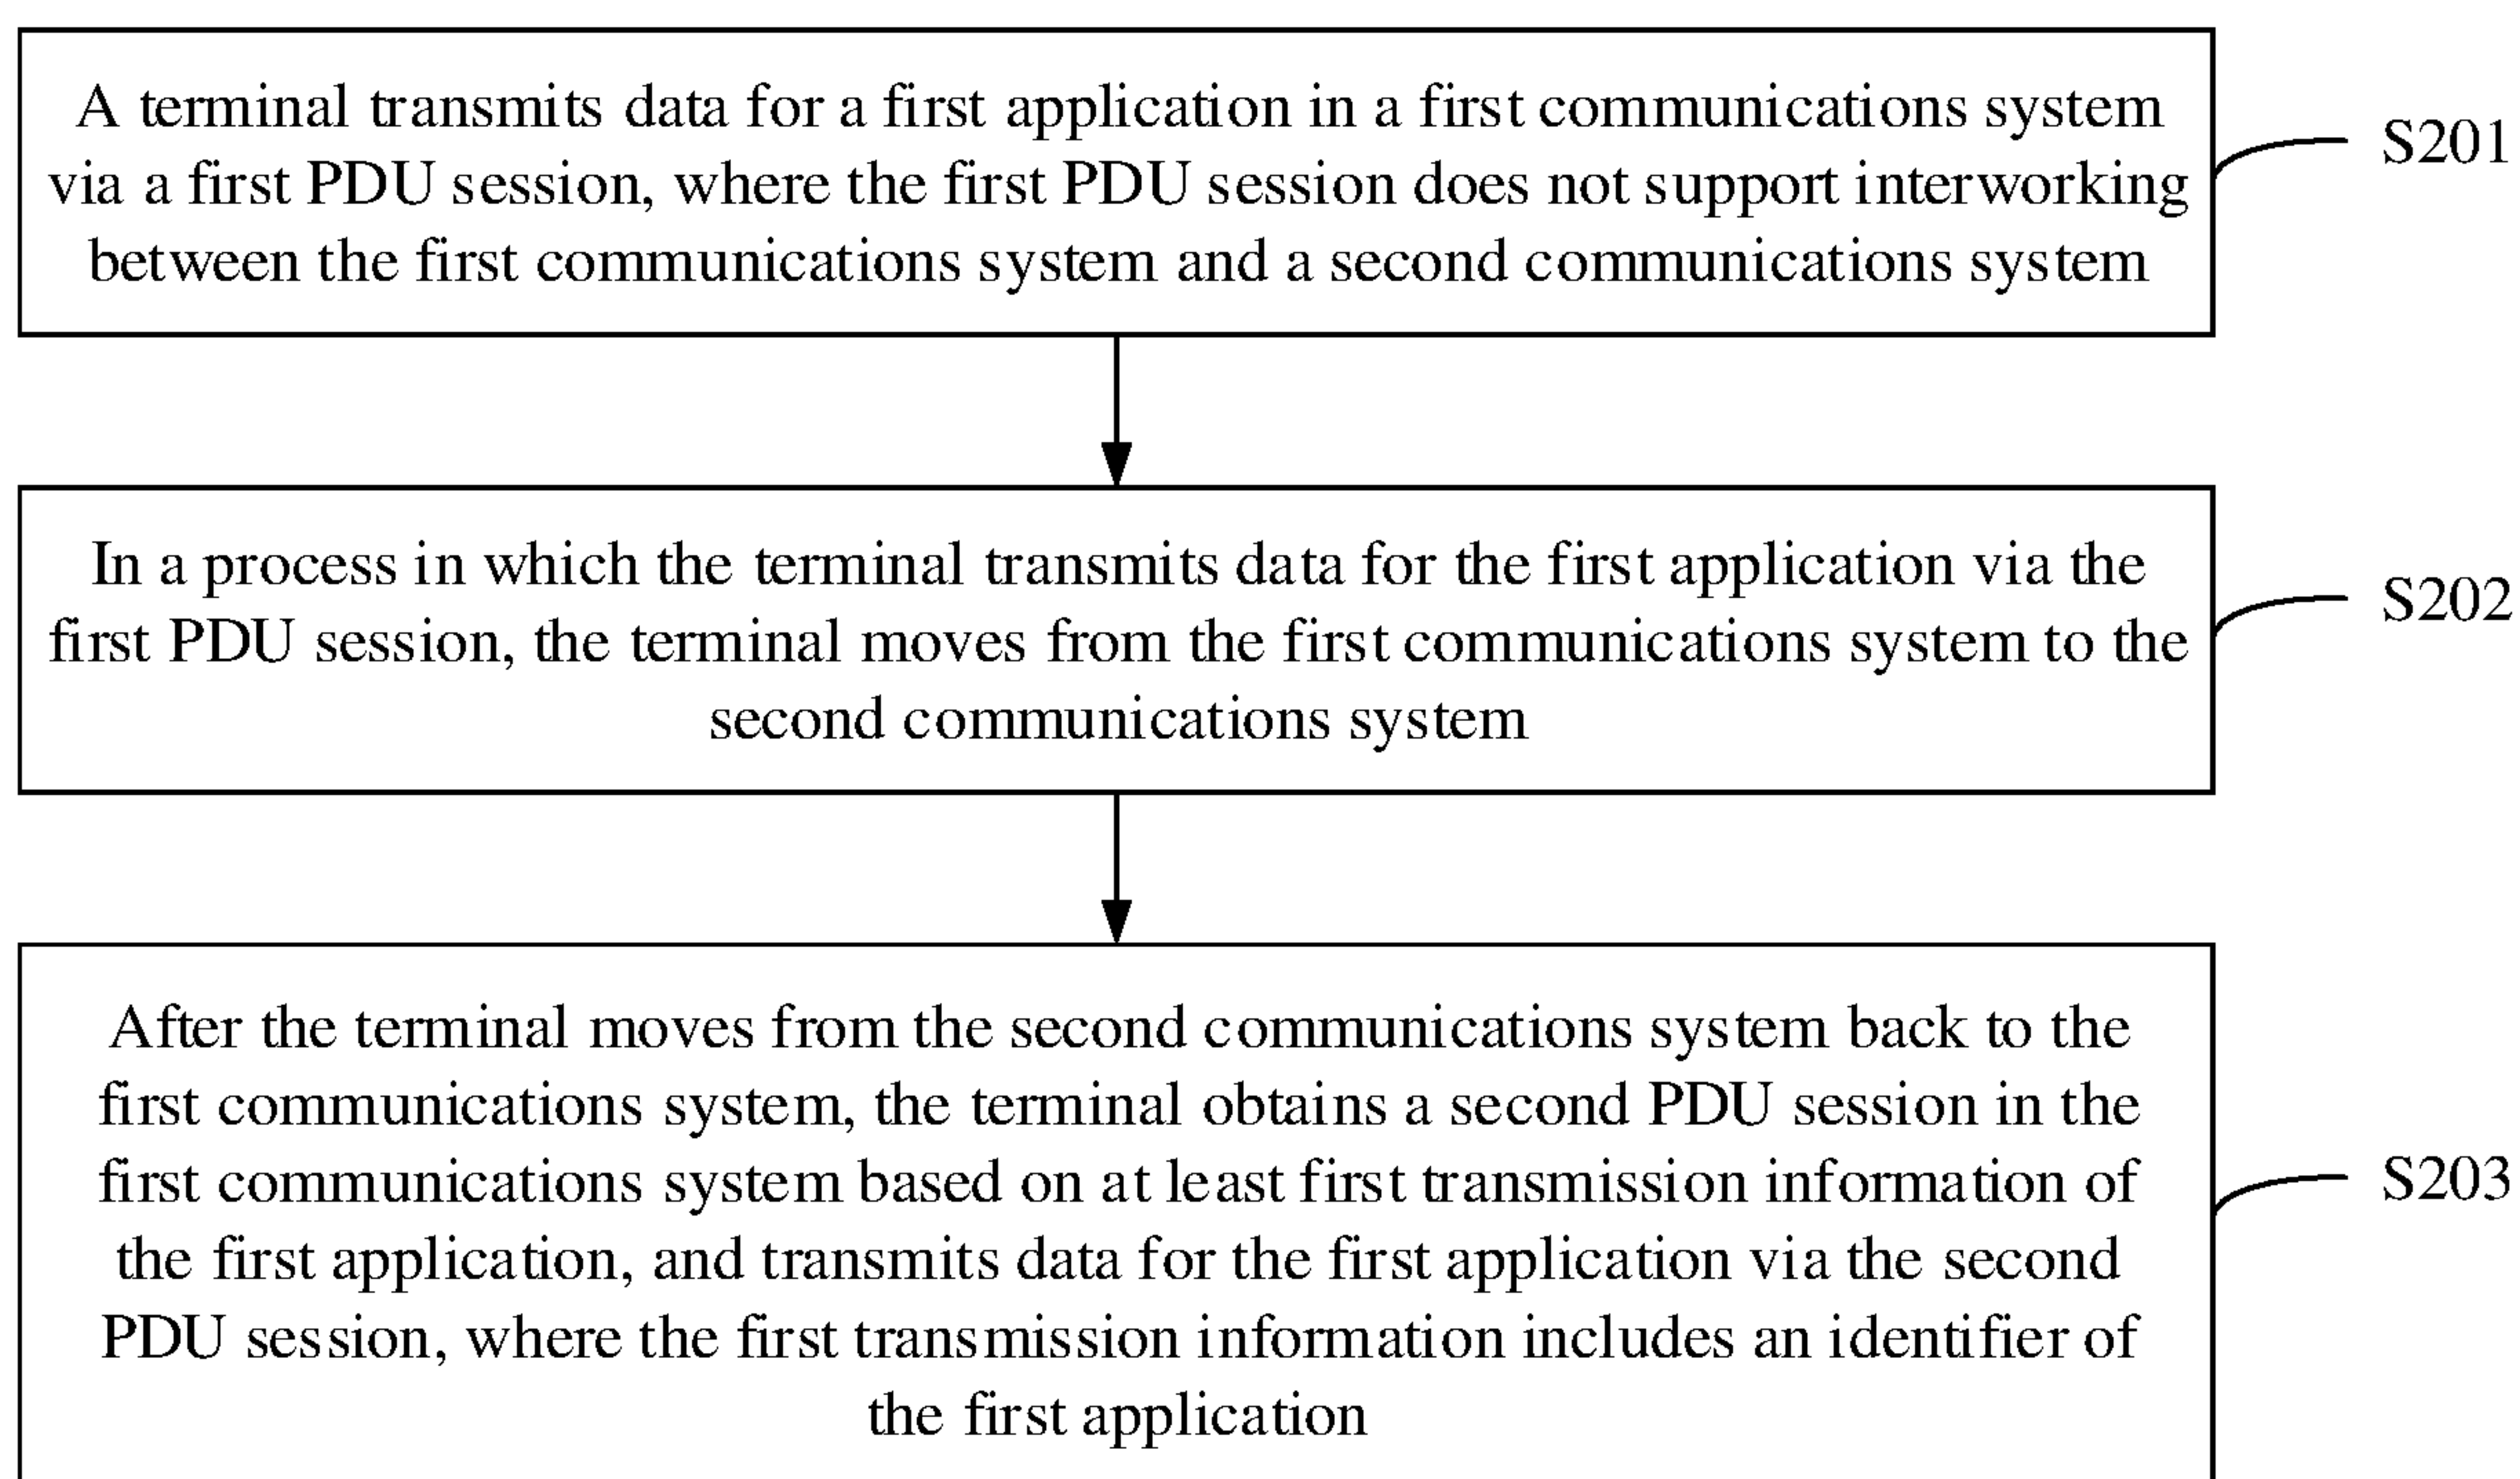 A terminal transmits data for a first application in a first communications system
via a first PDU session, where the first PDU session does not support interworking
between the first communications system and a second communications system
S201
In a process in which the terminal transmits data for the first application via the
first PDU session, the terminal moves from the first communications system to the
second communications system
S202
After the terminal moves from the second communications system back to the
first communications system, the terminal obtains a second PDU session in the
first communications system based on at least first transmission information of
the first application, and transmits data for the first application via the second
PDU session, where the first transmission information includes an identifier of
the first application
S203